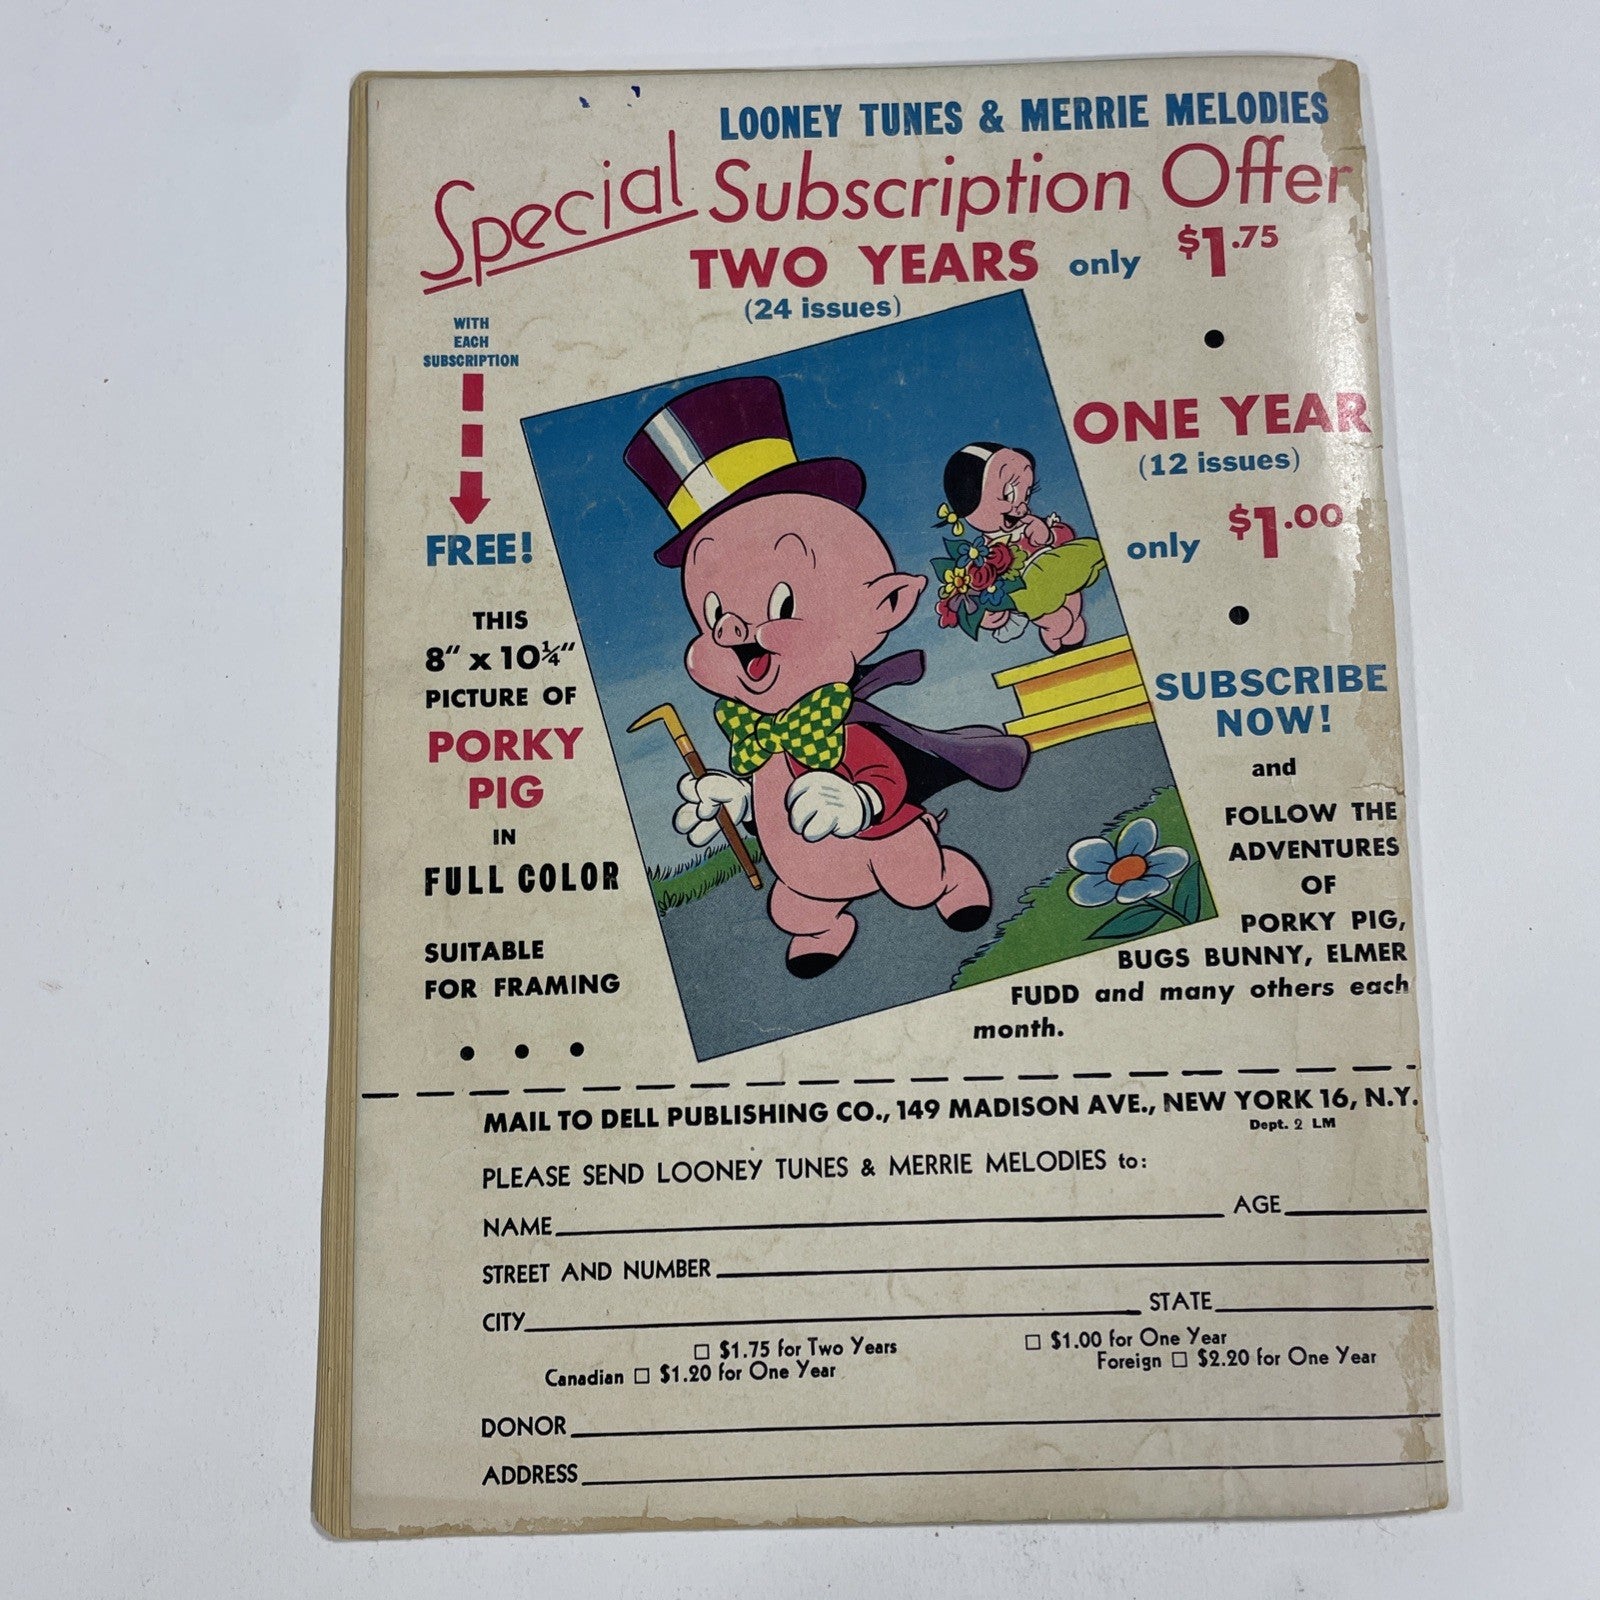 LOONEY TUNES & MERRIE MELODIES
Special Subscription Offer
TWO YEARS only $1.75
(24 issues)
WITH
EACH
SUBSCRIPTION
FREE!
THIS
8" x 10¼"
PICTURE OF
PORKY
PIG
IN
FULL COLOR
SUITABLE
FOR FRAMING
ONE YEAR
(12 issues)
only $1.00
SUBSCRIBE
NOW!
and
FOLLOW THE
ADVENTURES
OF
PORKY PIG,
BUGS BUNNY, ELMER
FUDD and many others each
month.
MAIL TO DELL PUBLISHING CO., 149 MADISON AVE., NEW YORK 16, N.Y.
Dept. 2 LM
PLEASE SEND LOONEY TUNES & MERRIE MELODIES to:
NAME AGE
STREET AND NUMBER
CITY STATE
□ $1.75 for Two Years □ $1.00 for One Year
Canadian □ $1.20 for One Year Foreign □ $2.20 for One Year
DONOR
ADDRESS